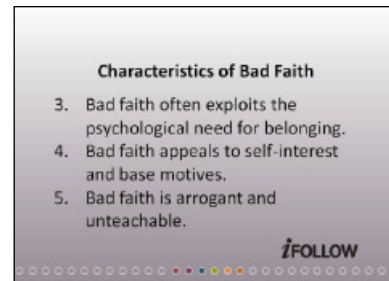 Characteristics of Bad Faith
3. Bad faith often exploits the
psychological need for belonging.
4. Bad faith appeals to self-interest
and base motives.
5. Bad faith is arrogant and
unteachable.
iFOLLOW